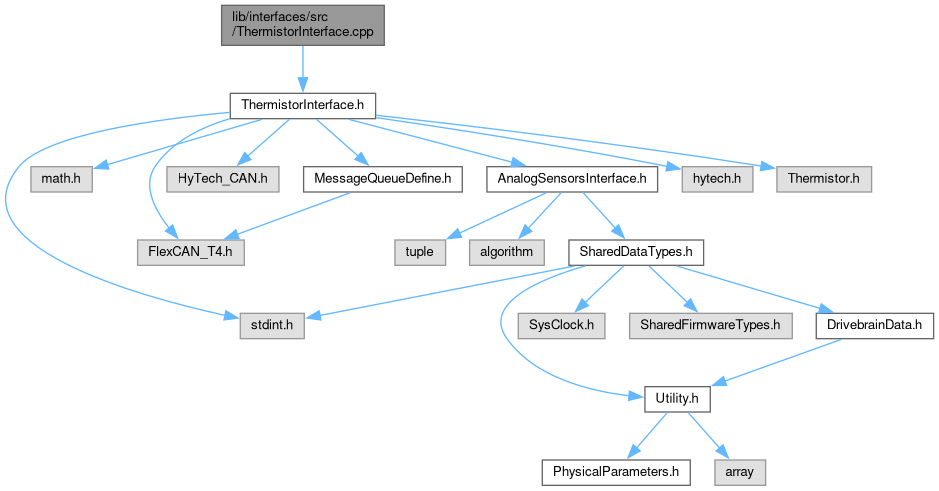 lib/interfaces/src
/ThermistorInterface.cpp
ThermistorInterface.h
math.h
HyTech_CAN.h
MessageQueueDefine.h
AnalogSensorsInterface.h
hytech.h
Thermistor.h
FlexCAN_T4.h
tuple
algorithm
SharedDataTypes.h
stdint.h
SysClock.h
SharedFirmwareTypes.h
DrivebrainData.h
Utility.h
PhysicalParameters.h
array